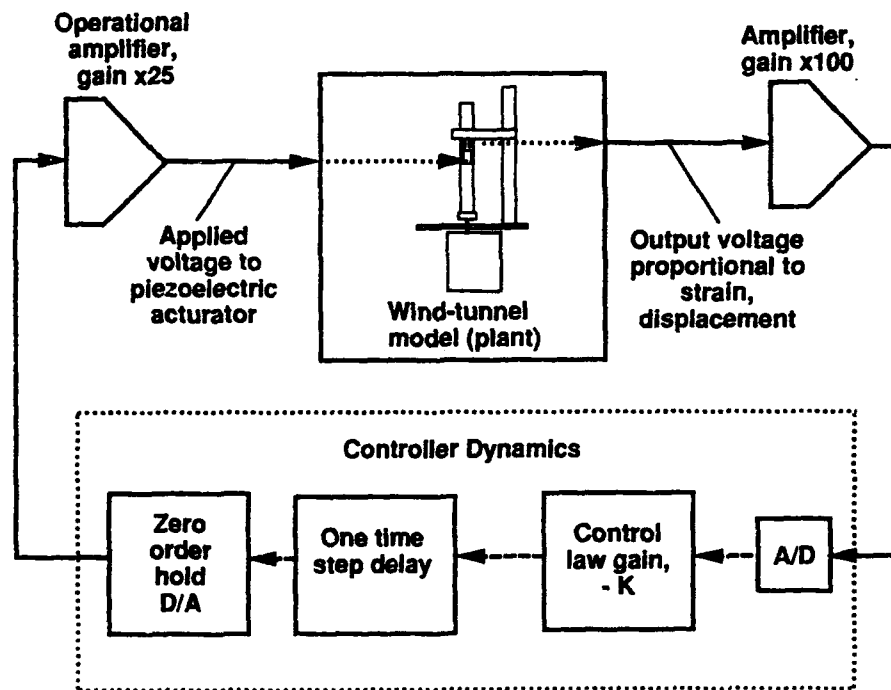 Operational
amplifier,
gain x25
Amplifier,
gain x100
Applied
voltage to
piezoelectric
acturator
Wind-tunnel
model (plant)
Output voltage
proportional to
strain,
displacement
Controller Dynamics
Zero
order
hold
D/A
One time
step delay
Control
law gain,
- K
A/D